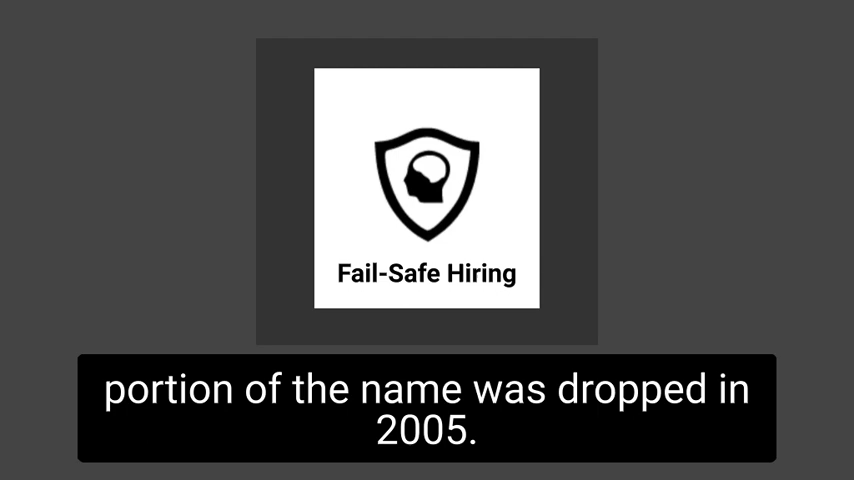 Fail-Safe Hiring
portion of the name was dropped in
2005.